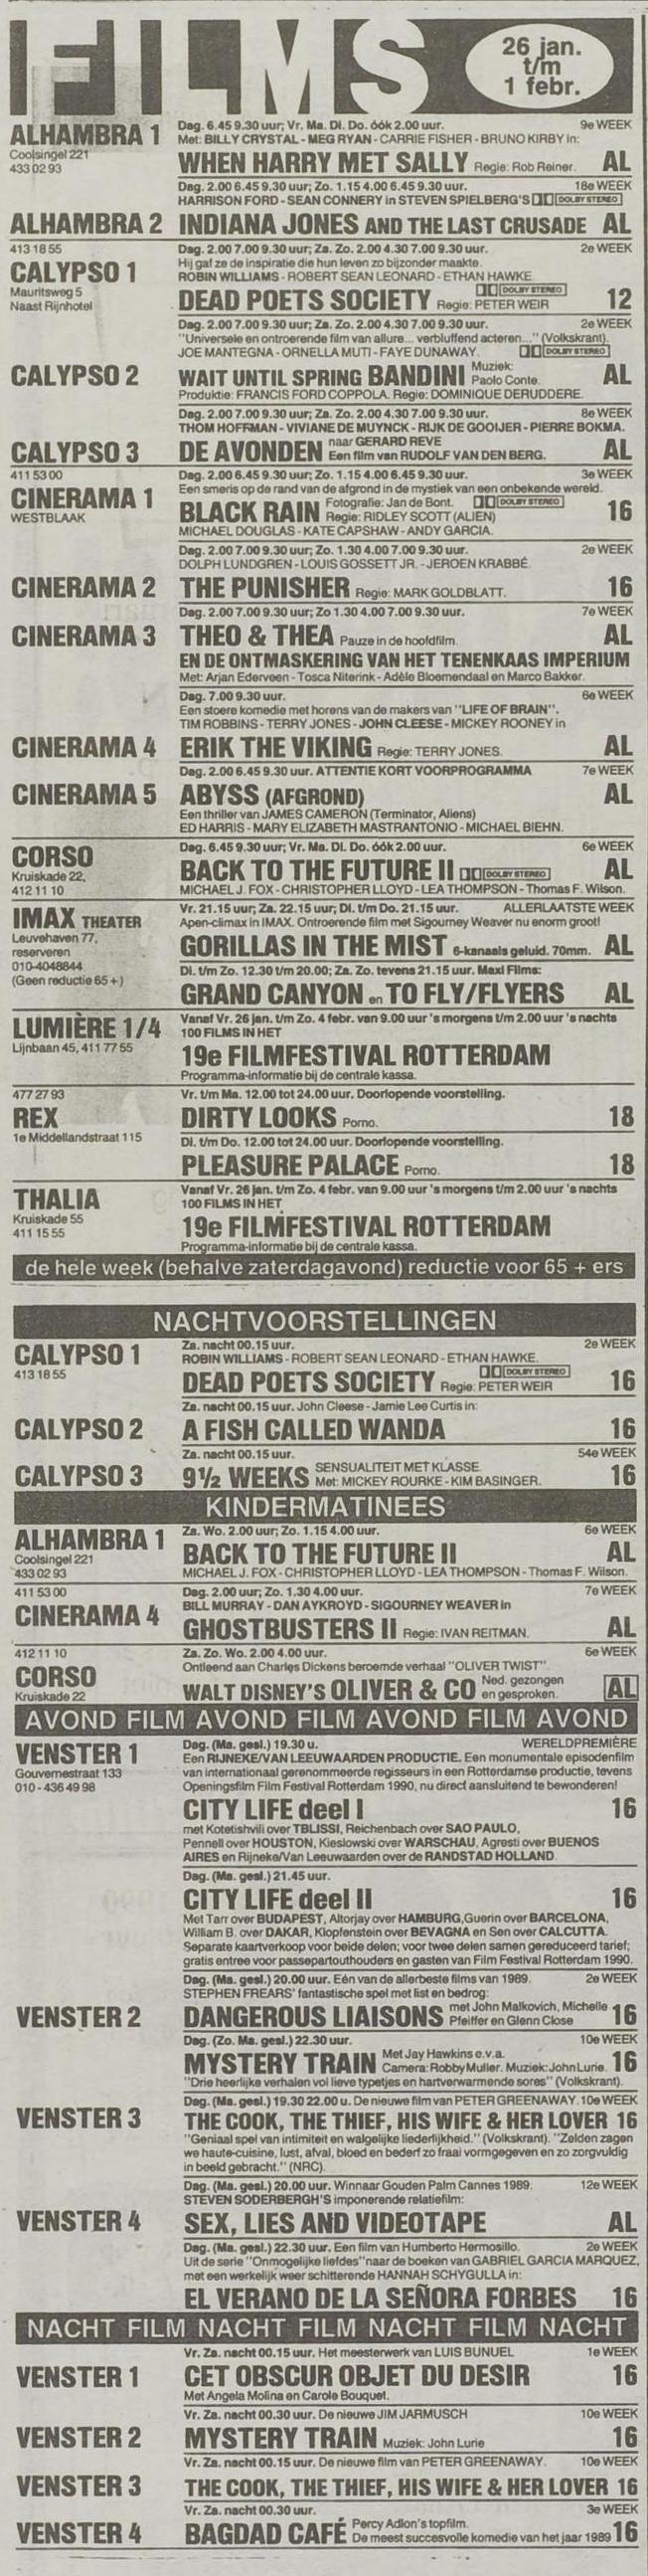 FILMS
26 jan.
t/m
1 febr.
Dag. 6.45 9.30 uur; Vr. Ma. Di. Do. óók 2.00 uur. 9e WEEK
ALHAMBRA 1
Coolsingel 221
433 02 93
Met: BILLY CRYSTAL - MEG RYAN - CARRIE FISHER - BRUNO KIRBY in:
WHEN HARRY MET SALLY Regie: Rob Reiner. AL
Dag. 2.00 6.45 9.30 uur; Zo. 1.15 4.00 6.45 9.30 uur. 18e WEEK
HARRISON FORD - SEAN CONNERY in STEVEN SPIELBERG'S DOLBY STEREO
ALHAMBRA 2 INDIANA JONES AND THE LAST CRUSADE AL
413 18 55
CALYPSO 1
Mauritsweg 5
Naast Rijnhotel
Dag. 2.00 7.00 9.30 uur; Za. Zo. 2.00 4.30 7.00 9.30 uur. 2e WEEK
Hij gaf ze de inspiratie die hun leven zo bijzonder maakte.
ROBIN WILLIAMS - ROBERT SEAN LEONARD - ETHAN HAWKE.
DOLBY STEREO
DEAD POETS SOCIETY Regie: PETER WEIR 12
Dag. 2.00 7.00 9.30 uur; Za. Zo. 2.00 4.30 7.00 9.30 uur. 2e WEEK
"Universele en ontroerende film van allure... verbluffend acteren..." (Volkskrant).
JOE MANTEGNA - ORNELLA MUTI - FAYE DUNAWAY. DOLBY STEREO
CALYPSO 2 WAIT UNTIL SPRING BANDINI Muziek: Paolo Conte. AL
Produktie: FRANCIS FORD COPPOLA. Regie: DOMINIQUE DERUDDERE.
Dag. 2.00 7.00 9.30 uur; Za. Zo. 2.00 4.30 7.00 9.30 uur. 8e WEEK
THOM HOFFMAN - VIVIANE DE MUYNCK - RIJK DE GOOIJER - PIERRE BOKMA.
CALYPSO 3 DE AVONDEN naar GERARD REVE
Een film van RUDOLF VAN DEN BERG. AL
411 53 00
CINERAMA 1
WESTBLAAK
Dag. 2.00 6.45 9.30 uur; Zo. 1.15 4.00 6.45 9.30 uur. 3e WEEK
Een smeris op de rand van de afgrond in de mystiek van een onbekende wereld.
BLACK RAIN Fotografie: Jan de Bont. DOLBY STEREO
Regie: RIDLEY SCOTT (ALIEN) 16
MICHAEL DOUGLAS - KATE CAPSHAW - ANDY GARCIA.
Dag. 2.00 7.00 9.30 uur; Zo. 1.30 4.00 7.00 9.30 uur. 2e WEEK
DOLPH LUNDGREN - LOUIS GOSSETT JR. - JEROEN KRABBÉ.
CINERAMA 2 THE PUNISHER Regie: MARK GOLDBLATT. 16
Dag. 2.00 7.00 9.30 uur; Zo 1.30 4.00 7.00 9.30 uur. 7e WEEK
CINERAMA 3 THEO & THEA Pauze in de hoofdfilm. AL
EN DE ONTMASKERING VAN HET TENENKAAS IMPERIUM
Met: Arjan Ederveen - Tosca Niterink - Adèle Bloemendaal en Marco Bakker.
Dag. 7.00 9.30 uur. 6e WEEK
Een stoere komedie met horens van de makers van "LIFE OF BRAIN".
TIM ROBBINS - TERRY JONES - JOHN CLEESE - MICKEY ROONEY in
CINERAMA 4 ERIK THE VIKING Regie: TERRY JONES. AL
Dag. 2.00 6.45 9.30 uur. ATTENTIE KORT VOORPROGRAMMA 7e WEEK
CINERAMA 5 ABYSS (AFGROND) AL
Een thriller van JAMES CAMERON (Terminator, Aliens)
ED HARRIS - MARY ELIZABETH MASTRANTONIO - MICHAEL BIEHN.
CORSO
Kruiskade 22,
412 11 10
Dag. 6.45 9.30 uur; Vr. Ma. Di. Do. óók 2.00 uur. 6e WEEK
BACK TO THE FUTURE II DOLBY STEREO AL
MICHAEL J. FOX - CHRISTOPHER LLOYD - LEA THOMPSON - Thomas F. Wilson.
IMAX THEATER
Leuvehaven 77,
reserveren
010-4048844
(Geen reductie 65+)
Vr. 21.15 uur; Za. 22.15 uur; Di. t/m Do. 21.15 uur. ALLERLAATSTE WEEK
Apen-climax in IMAX. Ontroerende film met Sigourney Weaver nu enorm groot!
GORILLAS IN THE MIST 6-kanaals geluid. 70mm. AL
Di. t/m Zo. 12.30 t/m 20.00; Za. Zo. tevens 21.15 uur. Maxi Films:
GRAND CANYON en TO FLY/FLYERS AL
LUMIÈRE 1/4
Lijnbaan 45, 411 77 55
Vanaf Vr. 26 jan. t/m Zo. 4 febr. van 9.00 uur 's morgens t/m 2.00 uur 's nachts
100 FILMS IN HET
19e FILMFESTIVAL ROTTERDAM
Programma-informatie bij de centrale kassa.
477 27 93
REX
1e Middellandstraat 115
Vr. t/m Ma. 12.00 tot 24.00 uur. Doorlopende voorstelling.
DIRTY LOOKS Porno. 18
Di. t/m Do. 12.00 tot 24.00 uur. Doorlopende voorstelling.
PLEASURE PALACE Porno. 18
THALIA
Kruiskade 55
411 15 55
Vanaf Vr. 26 jan. t/m Zo. 4 febr. van 9.00 uur 's morgens t/m 2.00 uur 's nachts
100 FILMS IN HET
19e FILMFESTIVAL ROTTERDAM
Programma-informatie bij de centrale kassa.
de hele week (behalve zaterdagavond) reductie voor 65 + ers
NACHTVOORSTELLINGEN
CALYPSO 1
413 18 55
Za. nacht 00.15 uur. 2e WEEK
ROBIN WILLIAMS - ROBERT SEAN LEONARD - ETHAN HAWKE.
DOLBY STEREO
DEAD POETS SOCIETY Regie: PETER WEIR 16
Za. nacht 00.15 uur. John Cleese - Jamie Lee Curtis in:
CALYPSO 2 A FISH CALLED WANDA 16
Za. nacht 00.15 uur. 54e WEEK
CALYPSO 3 9½ WEEKS SENSUALITEIT MET KLASSE.
Met: MICKEY ROURKE - KIM BASINGER. 16
KINDERMATINEES
ALHAMBRA 1
Coolsingel 221
433 02 93
Za. Wo. 2.00 uur; Zo. 1.15 4.00 uur. 6e WEEK
BACK TO THE FUTURE II AL
MICHAEL J. FOX - CHRISTOPHER LLOYD - LEA THOMPSON - Thomas F. Wilson.
411 53 00
CINERAMA 4
Dag. 2.00 uur; Zo. 1.30 4.00 uur. 7e WEEK
BILL MURRAY - DAN AYKROYD - SIGOURNEY WEAVER in
GHOSTBUSTERS II Regie: IVAN REITMAN. AL
412 11 10
CORSO
Kruiskade 22
Za. Zo. Wo. 2.00 4.00 uur. 6e WEEK
Ontleend aan Charles Dickens beroemde verhaal "OLIVER TWIST"
WALT DISNEY'S OLIVER & CO Ned. gezongen
en gesproken. AL
AVOND FILM AVOND FILM AVOND FILM AVOND
VENSTER 1
Gouvernestraat 133
010 - 436 49 98
Dag. (Ma. gesl.) 19.30 u. WERELDPREMIÈRE
Een RIJNEKE/VAN LEEUWAARDEN PRODUCTIE. Een monumentale episodenfilm
van internationaal gerenommeerde regisseurs in een Rotterdamse productie, tevens
Openingsfilm Film Festival Rotterdam 1990, nu direct aansluitend te bewonderen!
CITY LIFE deel I 16
met Kotetishvili over TBLISSI, Reichenbach over SAO PAULO,
Pennell over HOUSTON, Kieslowski over WARSCHAU, Agresti over BUENOS
AIRES en Rijneke/Van Leeuwaarden over de RANDSTAD HOLLAND.
Dag. (Ma. gesl.) 21.45 uur.
CITY LIFE deel II 16
Met Tarr over BUDAPEST, Altorjay over HAMBURG, Guerin over BARCELONA,
William B. over DAKAR, Klopfenstein over BEVAGNA en Sen over CALCUTTA.
Separate kaartverkoop voor beide delen; voor twee delen samen gereduceerd tarief;
gratis entree voor passepartouthouders en gasten van Film Festival Rotterdam 1990.
Dag. (Ma. gesl.) 20.00 uur. Eén van de allerbeste films van 1989. 2e WEEK
STEPHEN FREARS' fantastische spel met list en bedrog:
VENSTER 2 DANGEROUS LIAISONS met John Malkovich, Michelle
Pfeiffer en Glenn Close 16
Dag. (Zo. Ma. gesl.) 22.30 uur. 10e WEEK
MYSTERY TRAIN Met Jay Hawkins e.v.a.
Camera: Robby Muller. Muziek: John Lurie. 16
"Drie heerlijke verhalen vol lieve typetjes en hartverwarmende sores" (Volkskrant).
Dag. (Ma. gesl.) 19.30 22.00 u. De nieuwe film van PETER GREENAWAY. 10e WEEK
VENSTER 3 THE COOK, THE THIEF, HIS WIFE & HER LOVER 16
"Geniaal spel van intimiteit en walgelijke liederlijkheid." (Volkskrant). "Zelden zagen
we haute-cuisine, lust, afval, bloed en bederf zo fraai vormgegeven en zo zorgvuldig
in beeld gebracht." (NRC).
Dag. (Ma. gesl.) 20.00 uur. Winnaar Gouden Palm Cannes 1989. 12e WEEK
STEVEN SODERBERGH'S imponerende relatiefilm:
VENSTER 4 SEX, LIES AND VIDEOTAPE AL
Dag. (Ma. gesl.) 22.30 uur. Een film van Humberto Hermosillo. 2e WEEK
Uit de serie "Onmogelijke liefdes" naar de boeken van GABRIEL GARCIA MARQUEZ,
met een werkelijk weer schitterende HANNAH SCHYGULLA in:
EL VERANO DE LA SEÑORA FORBES 16
NACHT FILM NACHT FILM NACHT FILM NACHT
Vr. Za. nacht 00.15 uur. Het meesterwerk van LUIS BUNUEL 1e WEEK
VENSTER 1 CET OBSCUR OBJET DU DESIR 16
Met Angela Molina en Carole Bouquet.
Vr. Za. nacht 00.30 uur. De nieuwe JIM JARMUSCH 10e WEEK
VENSTER 2 MYSTERY TRAIN Muziek: John Lurie 16
Vr. Za. nacht 00.15 uur. De nieuwe film van PETER GREENAWAY. 10e WEEK
VENSTER 3 THE COOK, THE THIEF, HIS WIFE & HER LOVER 16
Vr. Za. nacht 00.30 uur. 3e WEEK
VENSTER 4 BAGDAD CAFÉ Percy Adlon's topfilm.
De meest succesvolle komedie van het jaar 1989 16